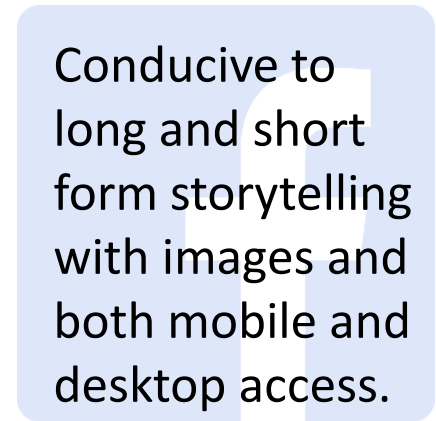 Conducive to
long and short
form storytelling
with images and
both mobile and
desktop access.